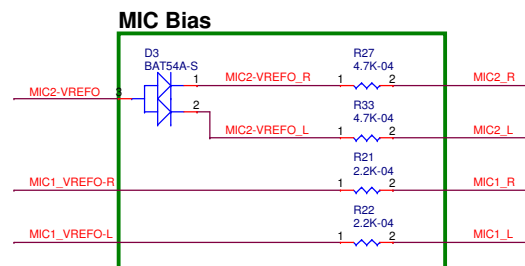 MIC Bias
D3
BAT54A-S
R27
4.7K-04
MIC2-VREFO
3
1
MIC2-VREFO_R
1
2
MIC2_R
2
MIC2-VREFO_L
R33
4.7K-04
1
2
MIC2_L
MIC1_VREFO-R
R21
2.2K-04
1
2
MIC1_R
MIC1_VREFO-L
R22
2.2K-04
1
2
MIC1_L